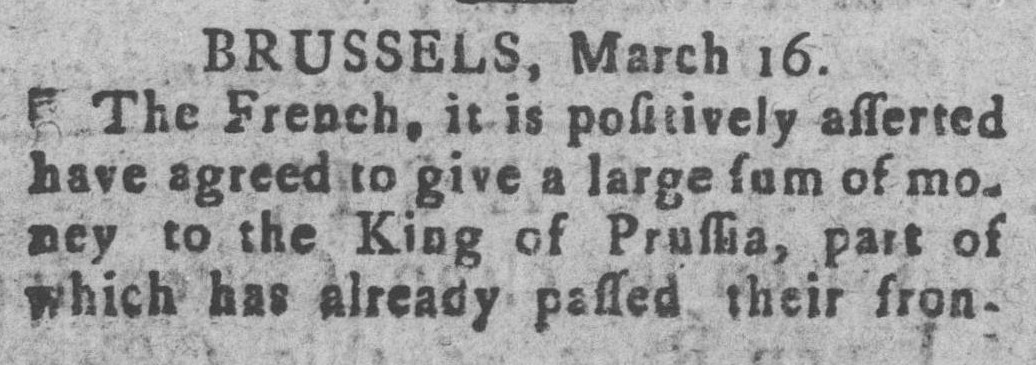 BRUSSELS, March 16.
The French, it is poſitively aſſerted
have agreed to give a large ſum of mo-
ney to the King of Pruſſia, part of
which has already paſſed their fron-